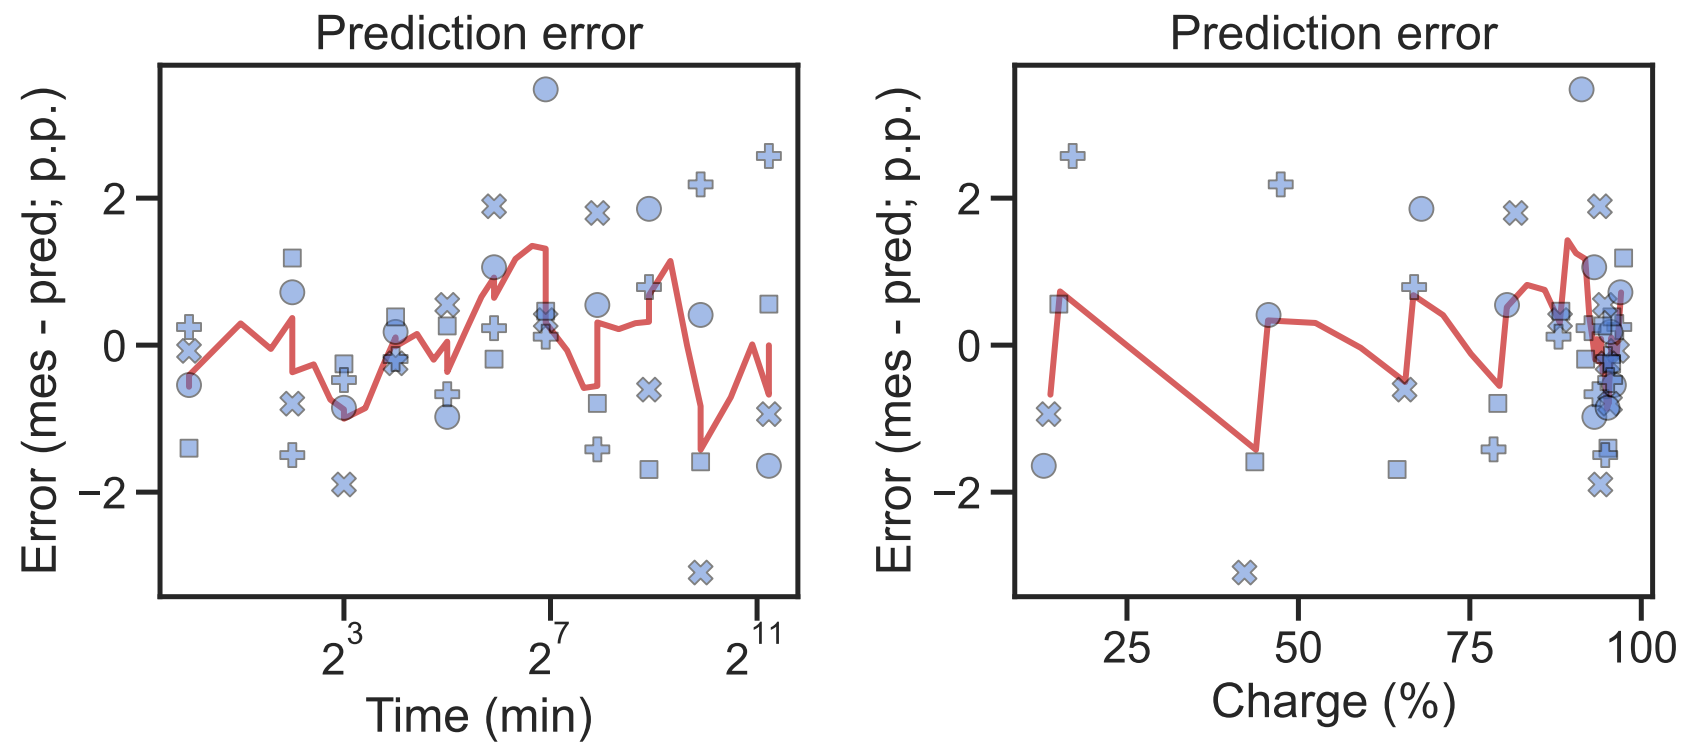 Prediction error
Error (mes - pred; p.p.)
2
0
−2
2^3
2^7
2^11
Time (min)
Prediction error
Error (mes - pred; p.p.)
2
0
−2
25
50
75
100
Charge (%)